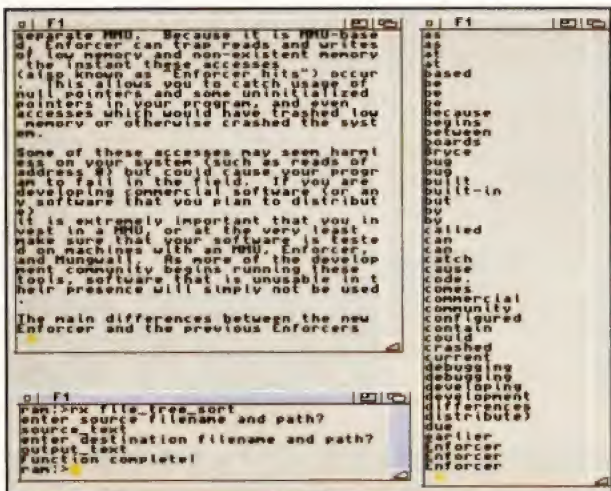 F1
separate MMU. Because it is MMU-base
d, Enforcer can trap reads and writes
of low memory and non-existent memory
the instant these accesses
(also known as "Enforcer hits") occur
. This allows you to catch usage of
null pointers and some uninitialized
pointers in your program, and even
accesses which would have trashed low
memory or otherwise crashed the syst
em.
Some of these accesses may seem harml
ess on your system (such as reads of
address 0) but could cause your progr
am to fail in the field. If you are
developing commercial software (or an
y software that you plan to distribut
e)
it is extremely important that you in
vest in a MMU, or at the very least
make sure that your software is teste
d on machines with an MMU, Enforcer,
and Mungwall. As more of the develop
ment community begins running these
tools, software that is unusable in t
heir presence will simply not be used
.
The main differences between the new
Enforcer and the previous Enforcers
F1
ram:>rx file_tree_sort
enter source filename and path?
source_text
enter destination filename and path?
output_text
function complete!
ram:>
F1
as
at
at
based
be
be
be
because
begins
between
boards
bryce
bug
bug
built
built-in
but
by
by
called
can
can
catch
cause
code.
comes
commercial
community
configured
contain
could
crashed
current
debugging
debugging
developing
development
differences
distribute)
due
earlier
Enforcer
Enforcer
Enforcer